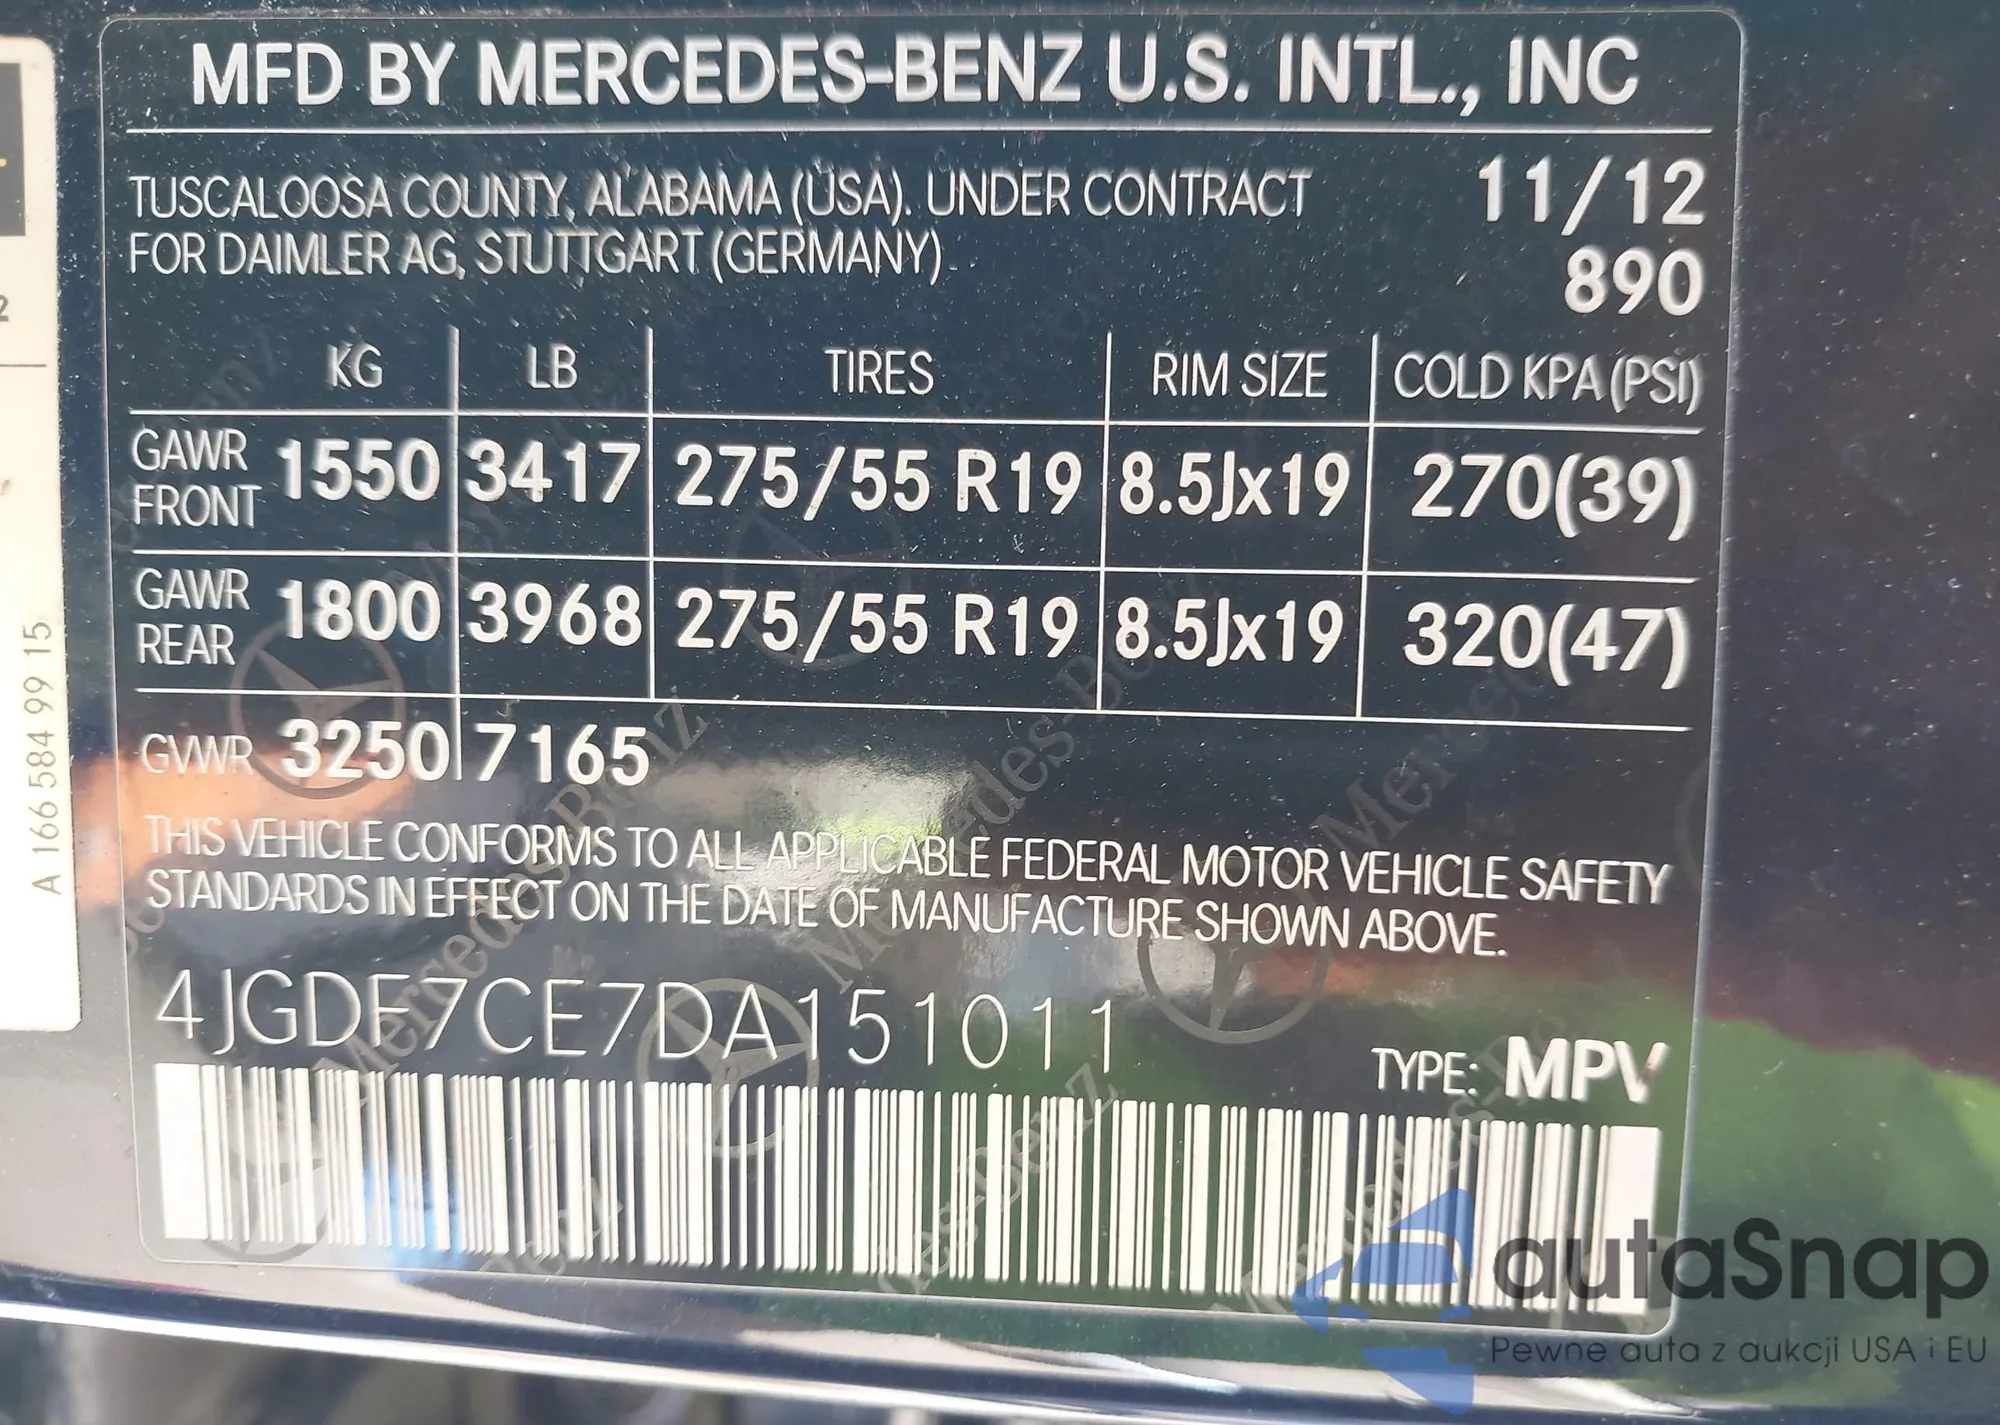 MFD BY MERCEDES-BENZ U.S. INTL., INC
TUSCALOOSA COUNTY, ALABAMA (USA). UNDER CONTRACT 11/12
FOR DAIMLER AG, STUTTGART (GERMANY). 890
KG LB TIRES RIM SIZE COLD KPA (PSI)
GAWR FRONT 1550 3417 275/55 R19 8.5Jx19 270(39)
GAWR REAR 1800 3968 275/55 R19 8.5Jx19 320(47)
GVWR 3250 7165
THIS VEHICLE CONFORMS TO ALL APPLICABLE FEDERAL MOTOR VEHICLE SAFETY
STANDARDS IN EFFECT ON THE DATE OF MANUFACTURE SHOWN ABOVE.
4JGDF7CE7DA151011
TYPE: MPV
A 166 584 99 15
autaSnap
Pewne auta z aukcji USA i EU